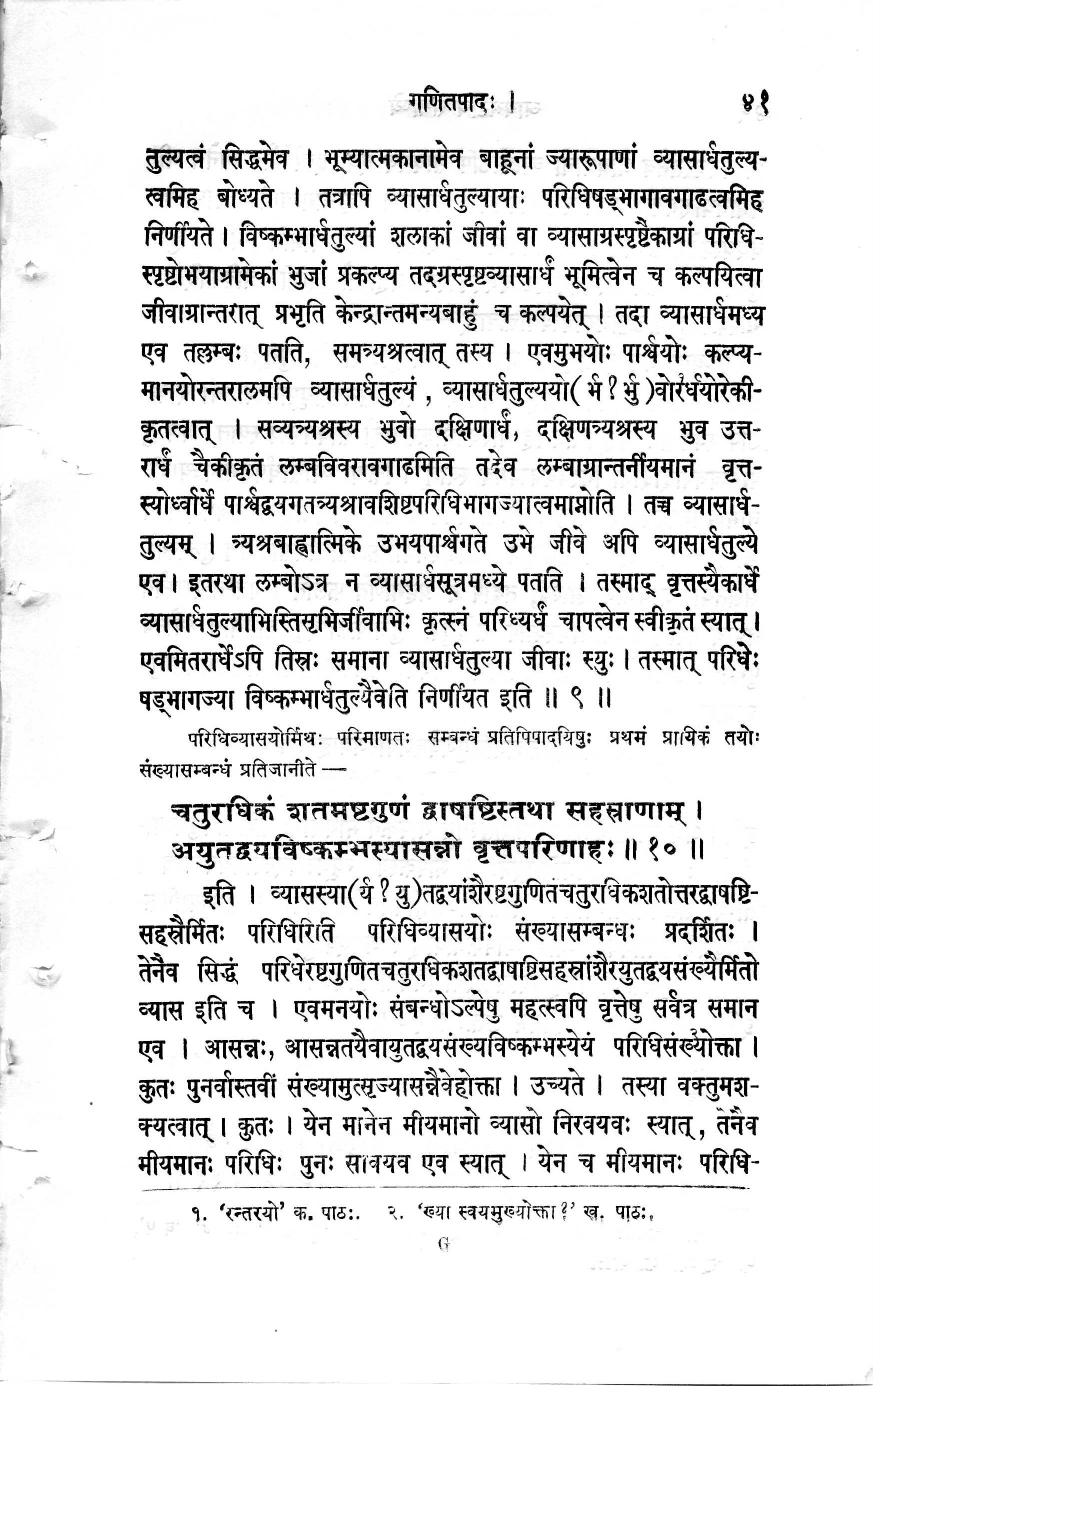 गणितपादः । ४१
तुल्यत्वं सिद्धमेव । भूम्यात्मकानामेव बाहूनां ज्यारूपाणां व्यासार्धतुल्य-
त्वमिह बोध्यते । तत्रापि व्यासार्धतुल्यायाः परिधिषड्भागावगाढत्वमिह
निर्णीयते । विष्कम्भार्धतुल्यां शलाकां जीवां वा व्यासाग्रस्पृष्टैकाग्रां परिधि-
स्पृष्टोभयाग्रामेकां भुजां प्रकल्प्य तदग्रस्पृष्टव्यासार्धं भूमित्वेन च कल्पयित्वा
जीवाग्रान्तरात् प्रभृति केन्द्रान्तमन्यबाहुं च कल्पयेत् । तदा व्यासार्धमध्य
एव तल्लम्बः पतति, समत्र्यश्रत्वात् तस्य । एवमुभयोः पार्श्वयोः कल्प्य-
मानयोरन्तरालमपि व्यासार्धतुल्यं , व्यासार्धतुल्ययो(र्भ ? र्भु )वोर१र्धयोरेकी-
कृतत्वात् । सव्यत्र्यश्रस्य भुवो दक्षिणार्धं, दक्षिणत्र्यश्रस्य भुव उत्त-
रार्धं चैकीकृतं लम्बविवरावगाढमिति तदेव लम्बाग्रान्तर्नीयमानं वृत्त-
स्योर्ध्वार्धे पार्श्वद्वयगतत्र्यश्रावशिष्टपरिधिभागज्यात्वमाप्नोति । तच्च व्यासार्ध-
तुल्यम् । त्र्यश्रबाह्वात्मिके उभयपार्श्वगते उभे जीवे अपि व्यासार्धतुल्ये
एव । इतरथा लम्बोऽत्र न व्यासार्धसूत्रमध्ये पतति । तस्माद् वृत्तस्यैकार्धे
व्यासार्धतुल्याभिस्तिसृभिर्जीवाभिः कृत्स्नं परिध्यर्धं चापत्वेन स्वीकृतं स्यात् ।
एवमितरार्धेऽपि तिस्रः समाना व्यासार्धतुल्या जीवाः स्युः । तस्मात् परिधेः
षड्भागज्या विष्कम्भार्धतुल्यैवेति निर्णीयत इति ॥ ९ ॥
परिधिव्यासयोर्मिथः परिमाणतः सम्बन्धं प्रतिपिपादयिषुः प्रथमं प्रायिकं तयोः
संख्यासम्बन्धं प्रतिजानीते —
चतुरधिकं शतमष्टगुणं द्वाषष्टिस्तथा सहस्राणाम् ।
अयुतद्वयविष्कम्भस्यासन्नो वृत्तपरिणाहः ॥ १० ॥
इति । व्यासस्या(र्य ? यु)तद्वयांशैरष्टगुणितचतुरधिकशतोत्तरद्वाषष्टि-
सहस्रैर्मितः परिधिरिति परिधिव्यासयोः संख्यासम्बन्धः प्रदर्शितः ।
तेनैव सिद्धं परिधेरष्टगुणितचतुरधिकशतद्वाषष्टिसहस्रांशैरयुतद्वयसंख्यैर्मितो
व्यास इति च । एवमनयोः संबन्धोऽल्पेषु महत्स्वपि वृत्तेषु सर्वत्र समान
एव । आसन्नः, आसन्नतयैवायुतद्वयसंख्यविष्कम्भस्येयं परिधिसं२ख्योक्ता ।
कुतः पुनर्वास्तवीं संख्यामुत्सृज्यासन्नैवेहोक्ता । उच्यते । तस्या वक्तुमश-
क्यत्वात् । कुतः । येन मानेन मीयमानो व्यासो निरवयवः स्यात् , तेनैव
मीयमानः परिधिः पुनः सावयव एव स्यात् । येन च मीयमानः परिधि-
१. ‘रन्तरयो’ क. पाठः. २. ‘ख्या स्वयमुख्योक्ता ?’ ख. पाठः.
G